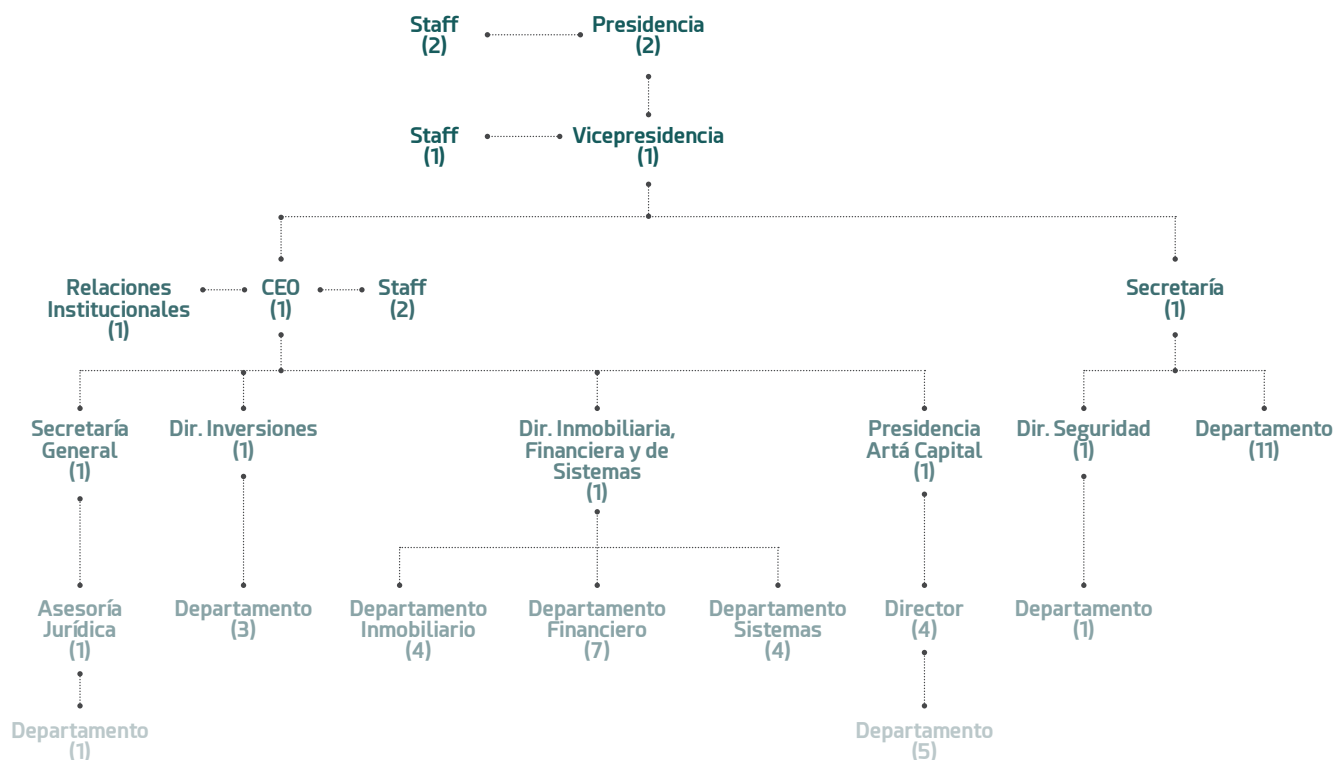 Staff
(2)
Presidencia
(2)
Staff
(1)
Vicepresidencia
(1)
Relaciones
Institucionales
(1)
CEO
(1)
Staff
(2)
Secretaría
(1)
Secretaría
General
(1)
Dir. Inversiones
(1)
Dir. Inmobiliaria,
Financiera y de
Sistemas
(1)
Presidencia
Artá Capital
(1)
Dir. Seguridad
(1)
Departamento
(11)
Asesoría
Jurídica
(1)
Departamento
(3)
Departamento
Inmobiliario
(4)
Departamento
Financiero
(7)
Departamento
Sistemas
(4)
Director
(4)
Departamento
(1)
Departamento
(1)
Departamento
(5)